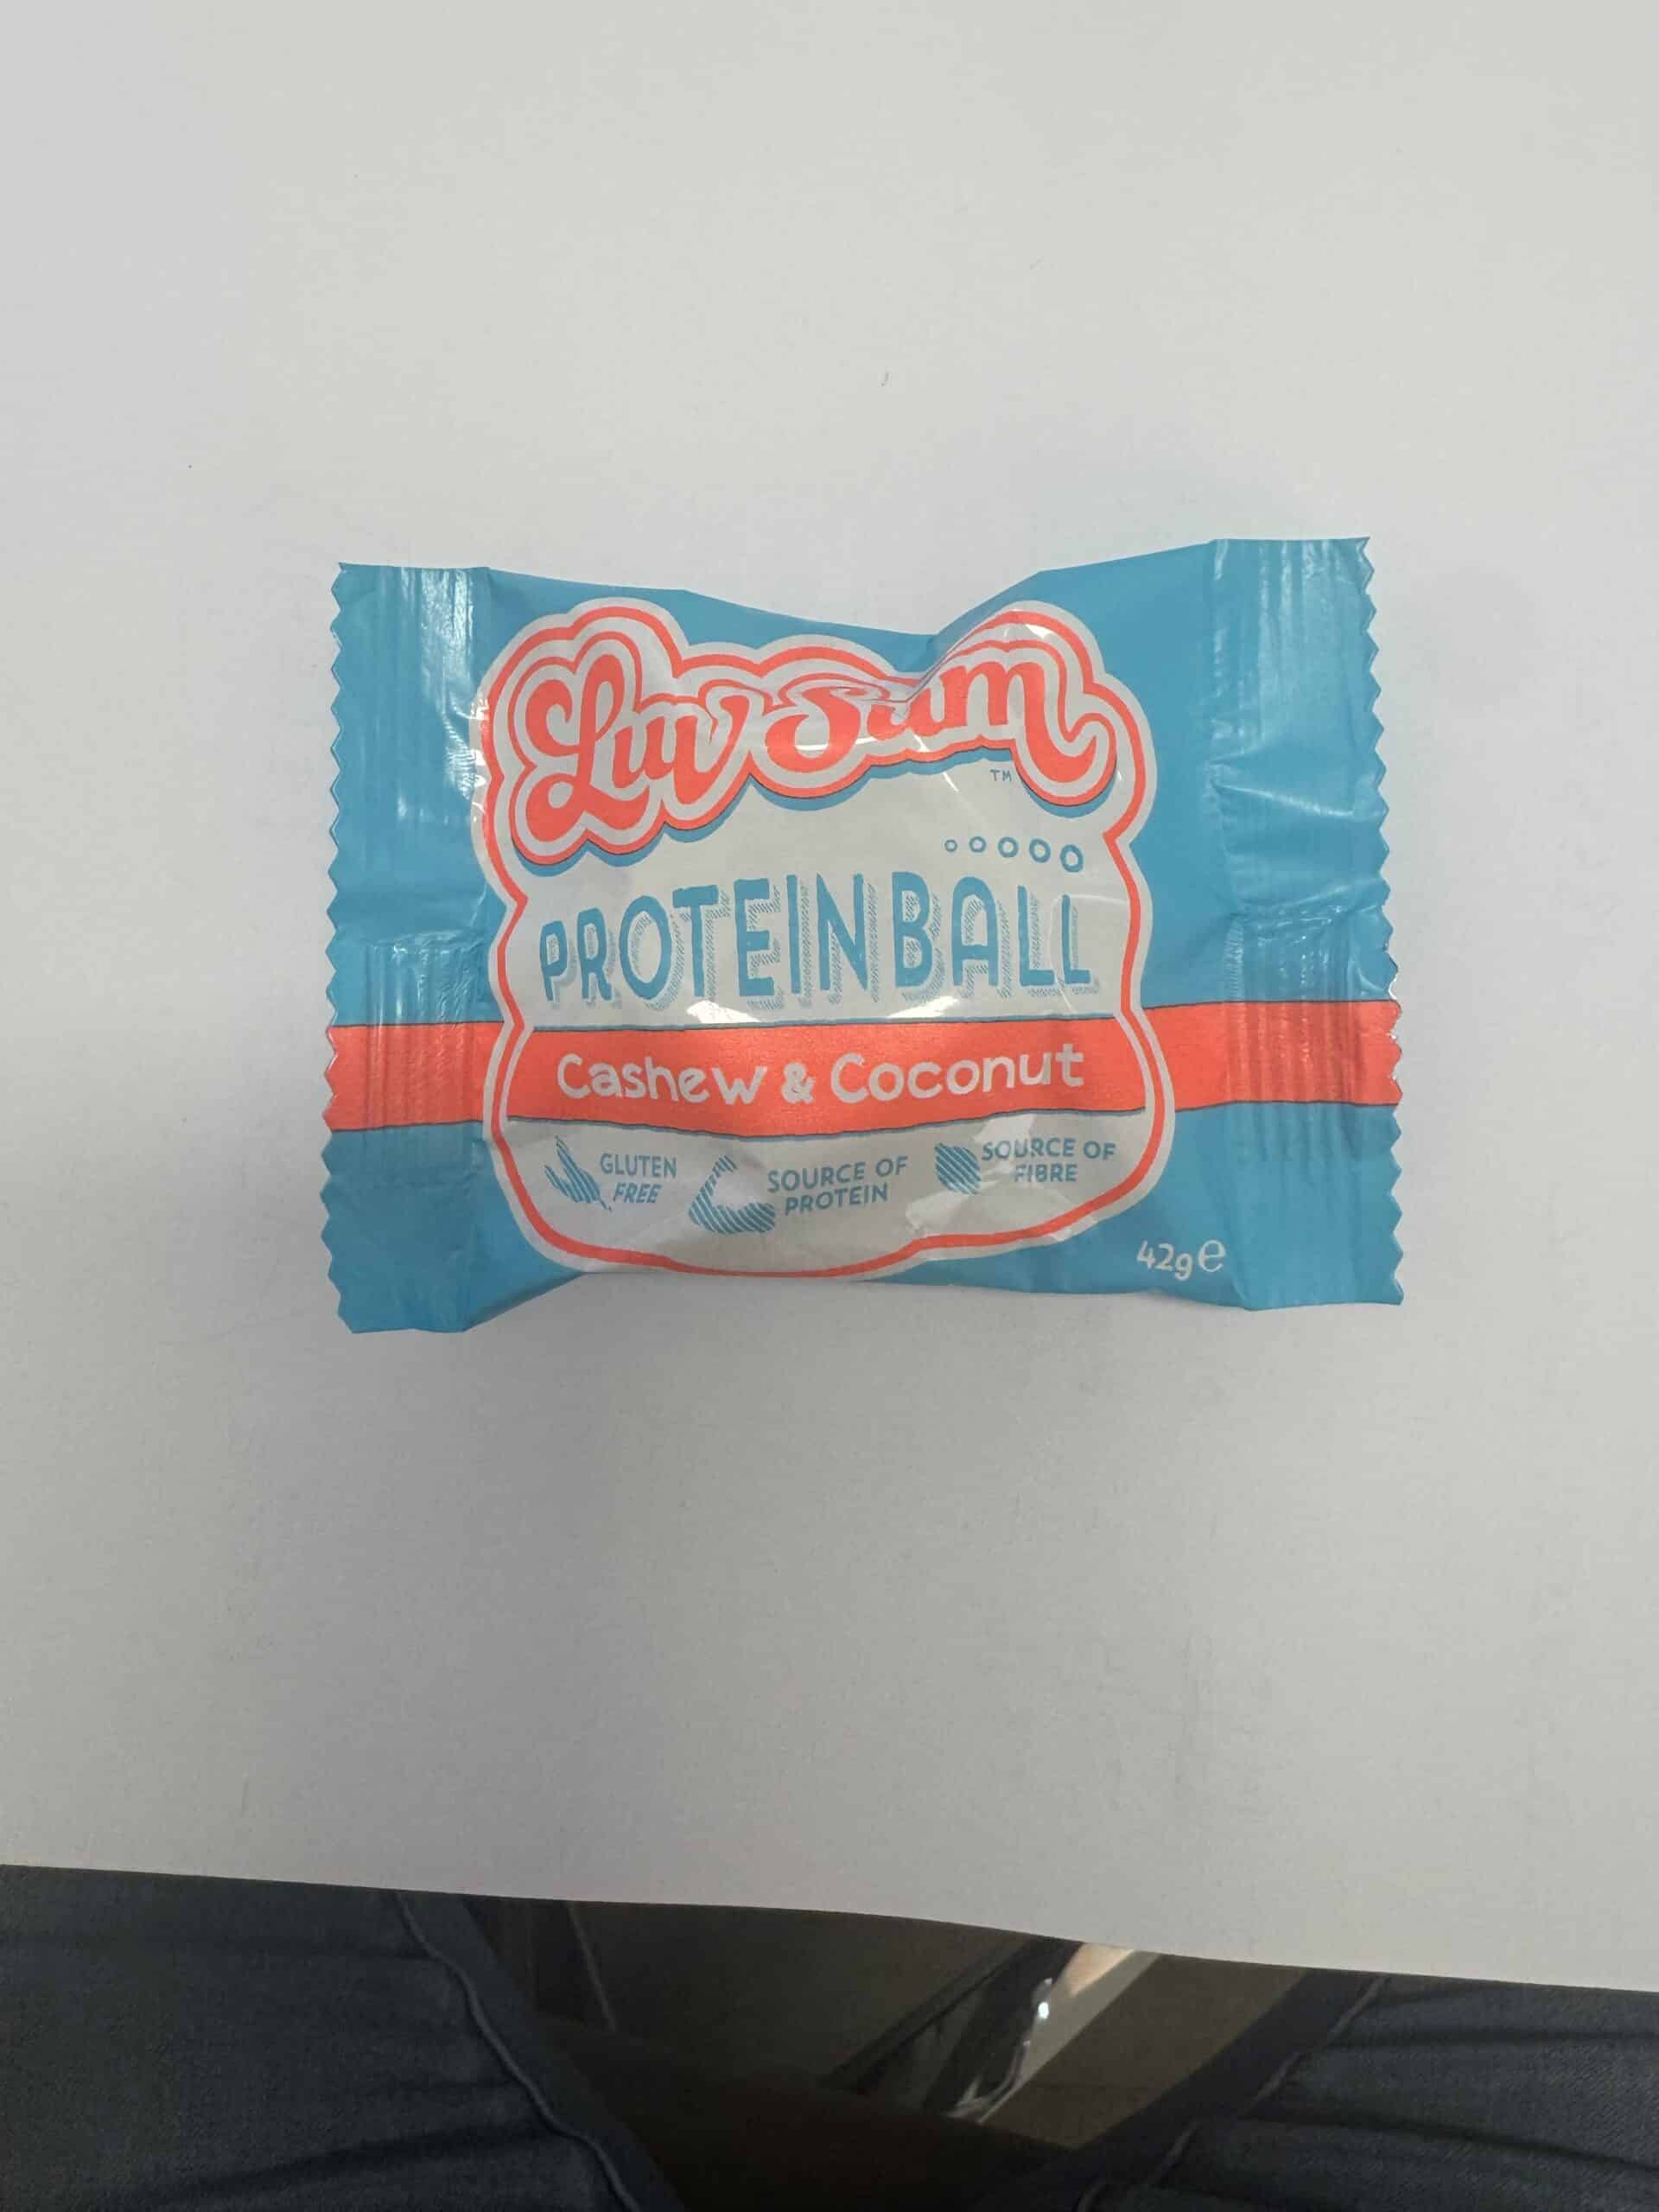 Luv Sum
TM
PROTEIN BALL
Cashew & Coconut
GLUTEN
FREE
SOURCE OF
PROTEIN
SOURCE OF
FIBRE
42g e